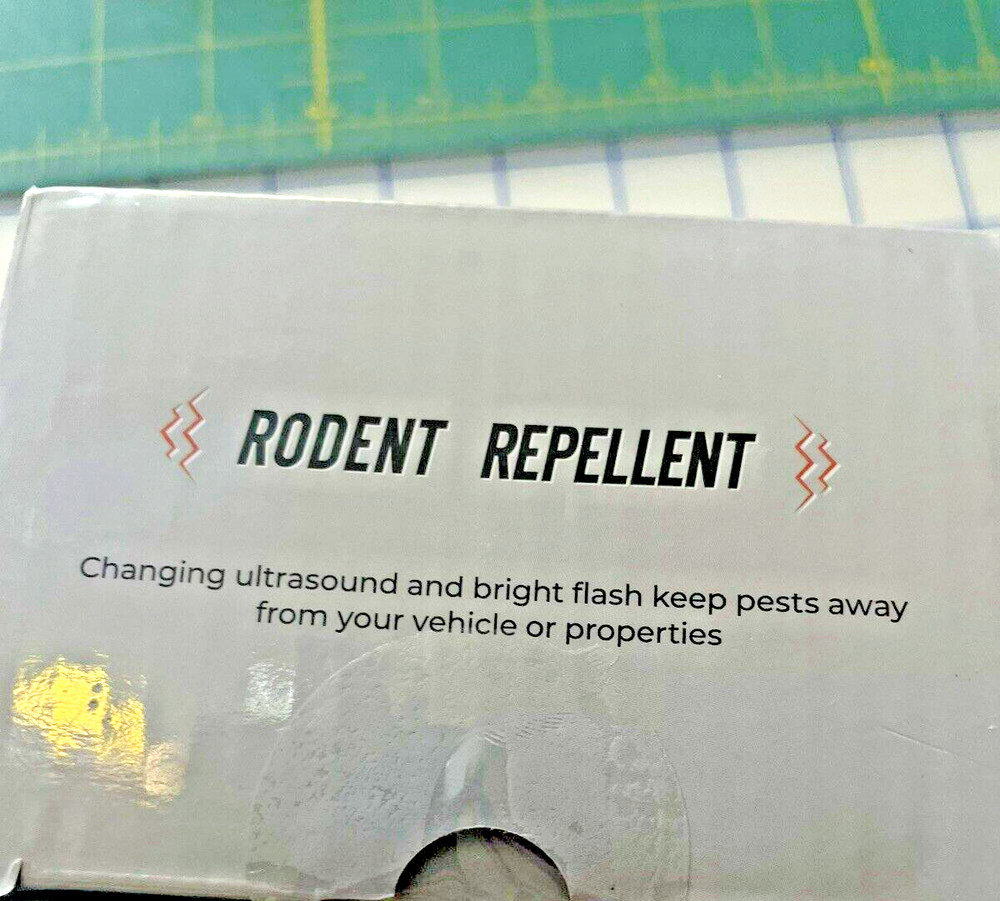 RODENT REPELLENT
Changing ultrasound and bright flash keep pests away
from your vehicle or properties